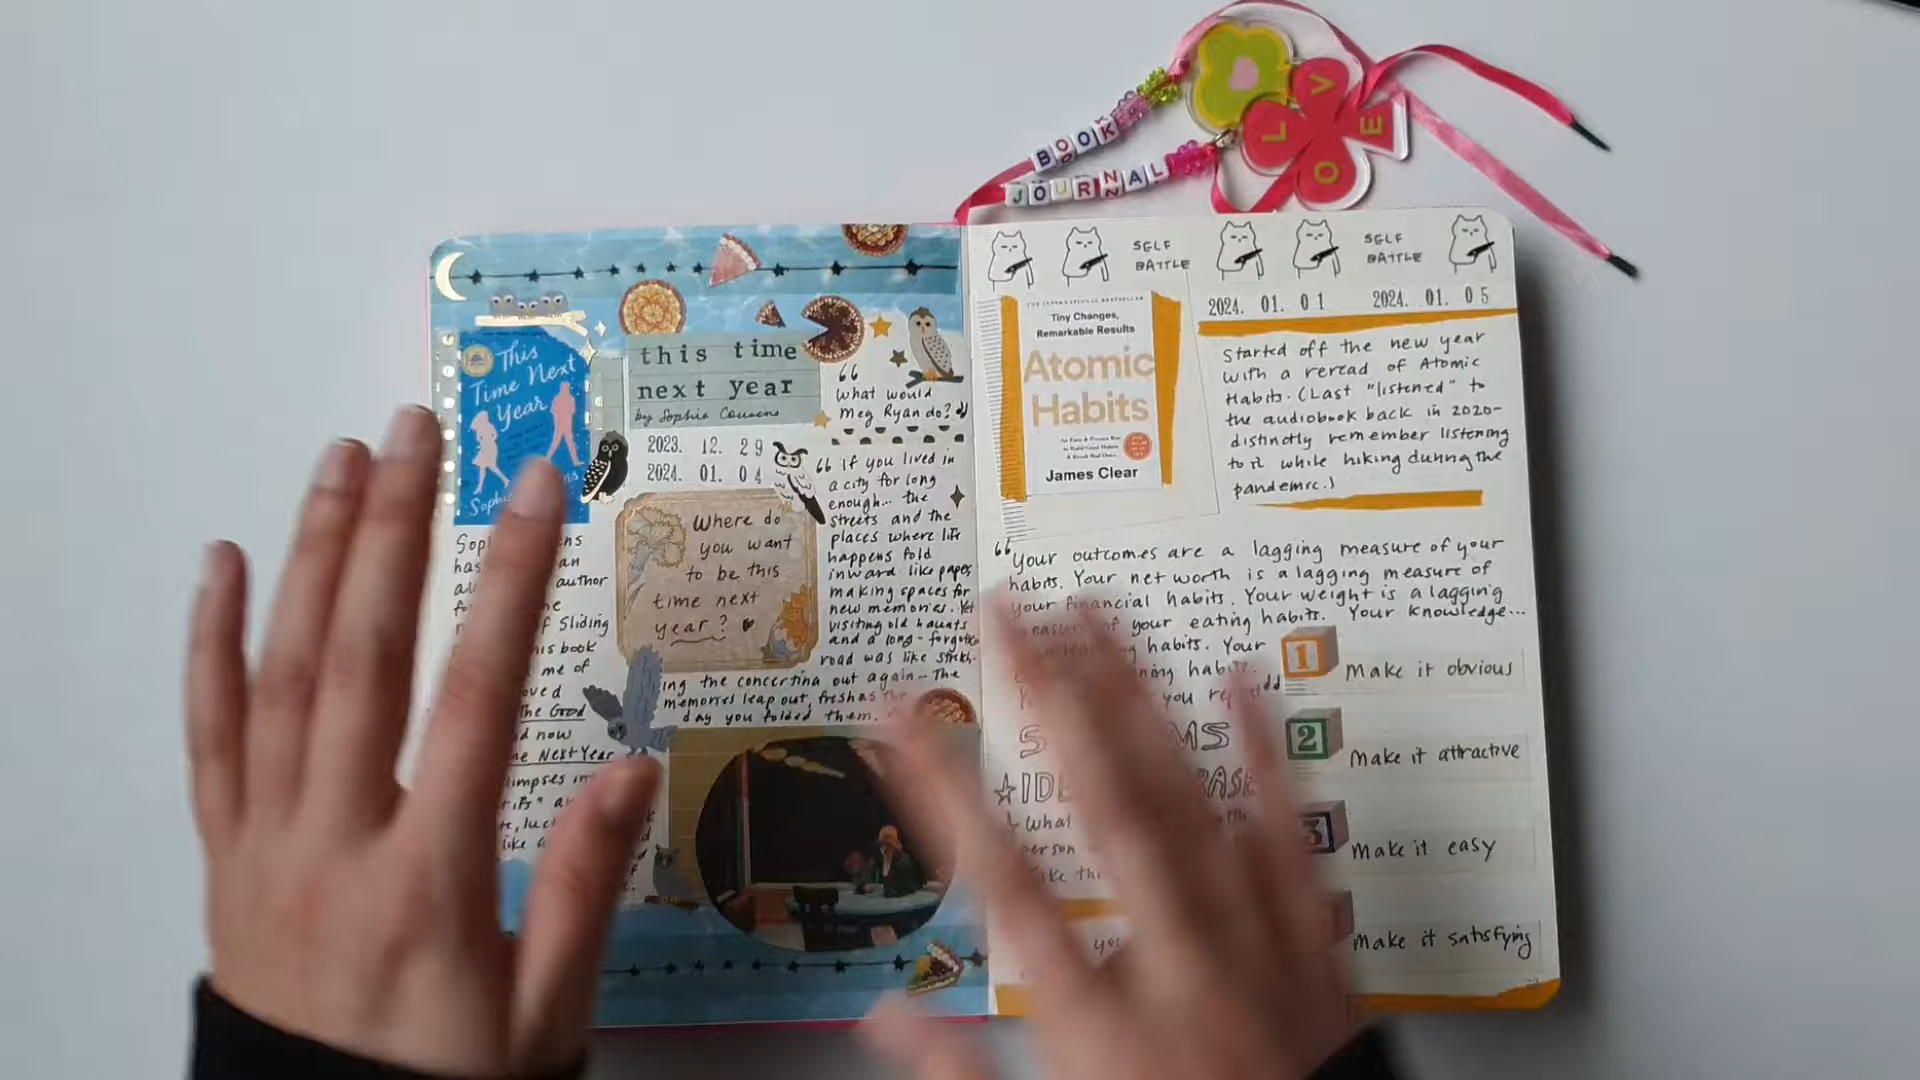 BOOK
JOURNAL
L O V E
This
Time Next
Year
this time
next year
by Sophie Cousens
2023. 12. 29
2024. 01. 04
“
What would
Meg Ryan do? ”
Where do
you want
to be this
time next
year?
“ If you lived in
a city for long
enough... the
streets and the
places where life
happens fold
inward like paper,
making spaces for
new memories. Yet
visiting old haunts
and a long-forgotten
road was like stretch-
ing the concertina out again — the
memories leap out, fresh as
day you folded them.
has an
author
of Sliding
this book
me of
The Good
now
Next Year
SELF
BATTLE
SELF
BATTLE
2024. 01. 01 2024. 01. 05
THE INTERNATIONAL BESTSELLER
Tiny Changes,
Remarkable Results
Atomic
Habits
James Clear
Started off the new year
with a reread of Atomic
Habits. (Last "listened" to
the audiobook back in 2020-
distinctly remember listening
to it while hiking during the
pandemic.)
“ Your outcomes are a lagging measure of your
habits. Your net worth is a lagging measure of
your financial habits. Your weight is a lagging
of your eating habits. Your knowledge...
habits. Your
you
What
1 Make it obvious
2 Make it attractive
3 Make it easy
Make it satisfying